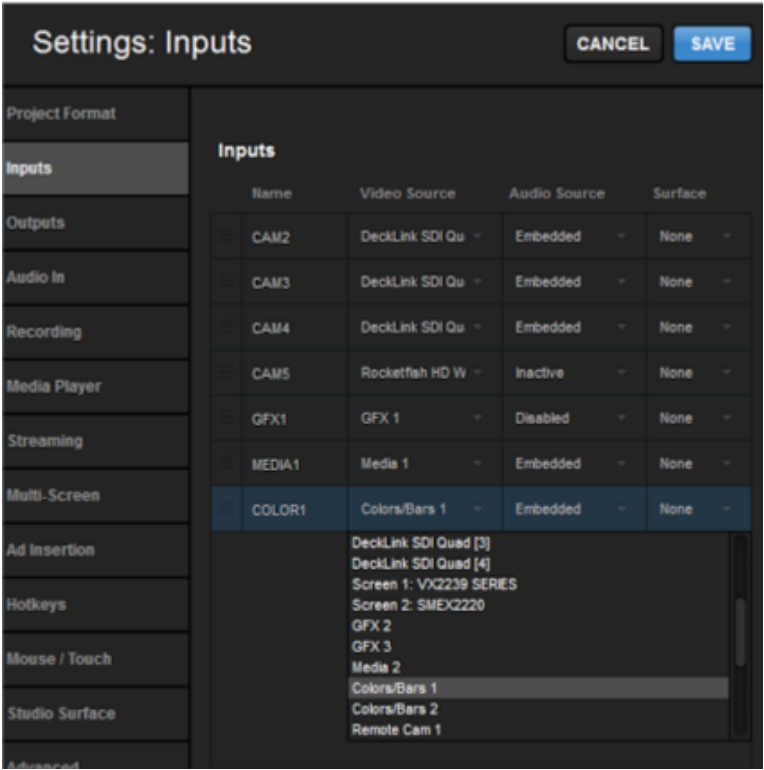 Settings: Inputs CANCEL SAVE
Project Format
Inputs
Outputs
Audio In
Recording
Media Player
Streaming
Multi-Screen
Ad Insertion
Hotkeys
Mouse / Touch
Studio Surface
Advanced
Inputs
Name Video Source Audio Source Surface
CAM2 DeckLink SDI Qu Embedded None
CAM3 DeckLink SDI Qu Embedded None
CAM4 DeckLink SDI Qu Embedded None
CAM5 Rocketfish HD W Inactive None
GFX1 GFX 1 Disabled None
MEDIA1 Media 1 Embedded None
COLOR1 Colors/Bars 1 Embedded None
DeckLink SDI Quad [3]
DeckLink SDI Quad [4]
Screen 1: VX2239 SERIES
Screen 2: SMEX2220
GFX 2
GFX 3
Media 2
Colors/Bars 1
Colors/Bars 2
Remote Cam 1